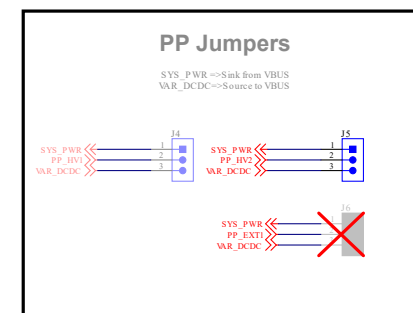 PP Jumpers
SYS_PWR =>Sink from VBUS
VAR_DCDC=>Source to VBUS
J4
SYS_PWR 1
PP_HV1 2
VAR_DCDC 3
J5
SYS_PWR 1
PP_HV2 2
VAR_DCDC 3
J6
SYS_PWR
PP_EXT1
VAR_DCDC